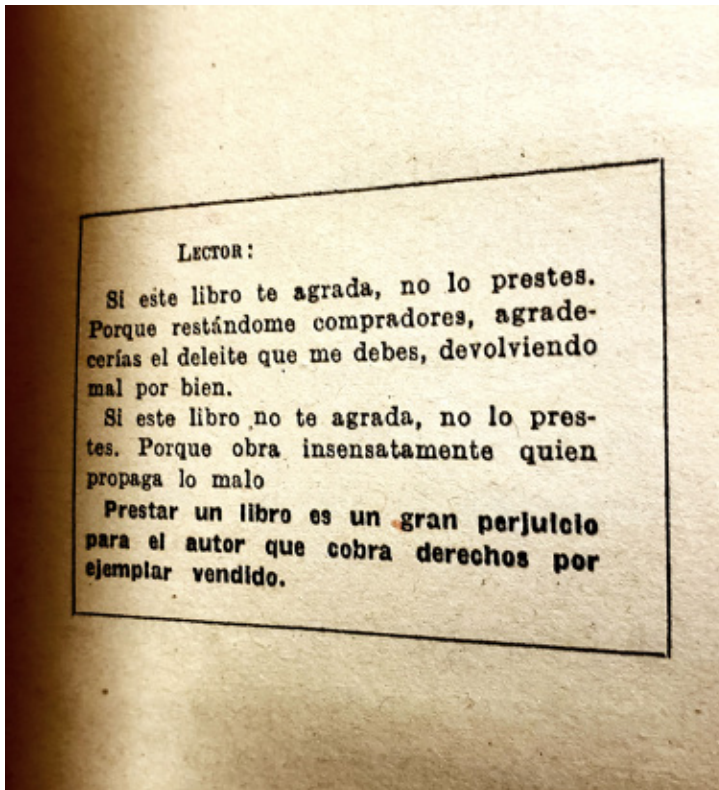 LECTOR:
Si este libro te agrada, no lo prestes.
Porque restándome compradores, agrade-
cerías el deleite que me debes, devolviendo
mal por bien.
Si este libro no te agrada, no lo pres-
tes. Porque obra insensatamente quien
propaga lo malo
Prestar un libro es un gran perjuicio
para el autor que cobra derechos por
ejemplar vendido.